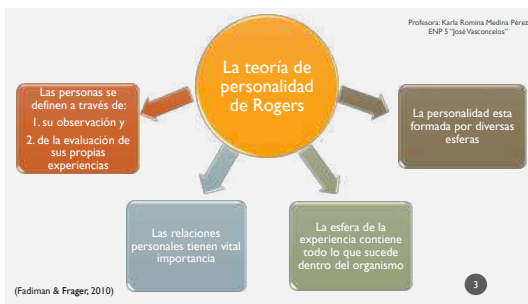 Profesora: Karla Romina Medina Pérez
ENP 5 "José Vasconcelos"
La teoría de
personalidad
de Rogers
Las personas se
definen a través de:
1. su observación y
2. de la evaluación de
sus propias
experiencias
La personalidad esta
formada por diversas
esferas
Las relaciones
personales tienen vital
importancia
La esfera de la
experiencia contiene
todo lo que sucede
dentro del organismo
(Fadiman & Frager, 2010)
3